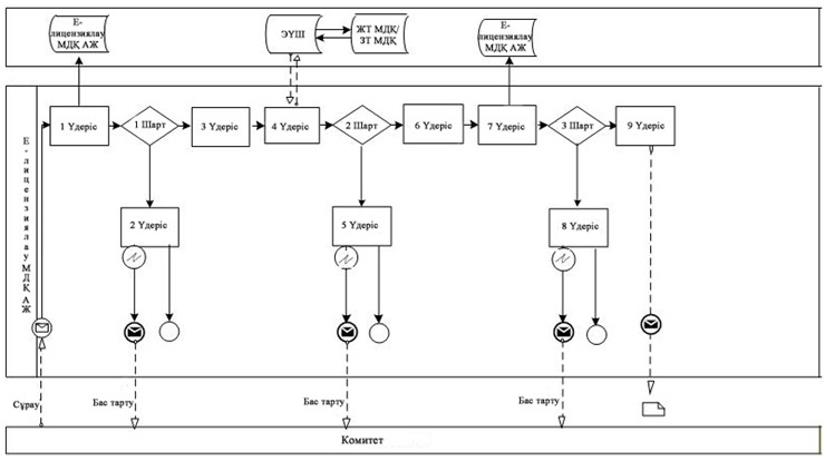 Е-
лицензиялау
МДҚ АЖ
ЭҮШ
ЖТ МДҚ/
ЗТ МДҚ
Е-
лицензиялау
МДҚ АЖ
Е-лицензиялау МДҚ АЖ
1 Үдеріс
1 Шарт
3 Үдеріс
4 Үдеріс
2 Шарт
6 Үдеріс
7 Үдеріс
3 Шарт
9 Үдеріс
2 Үдеріс
5 Үдеріс
8 Үдеріс
Сұрау
Бас тарту
Бас тарту
Бас тарту
Комитет